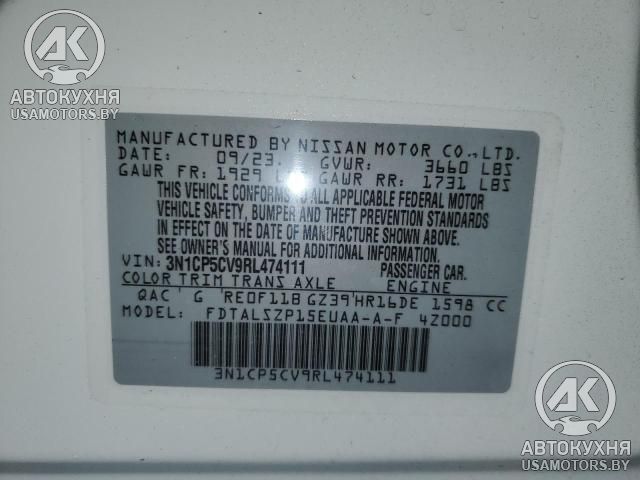 AK
АВТОКУХНЯ
USAMOTORS.BY
MANUFACTURED BY NISSAN MOTOR CO.,LTD.
DATE: 09/23. GVWR: 3660 LBS
GAWR FR: 1929 GAWR RR: 1731 LBS
THIS VEHICLE CONFORMS TO ALL APPLICABLE FEDERAL MOTOR
VEHICLE SAFETY, BUMPER AND THEFT PREVENTION STANDARDS
IN EFFECT ON THE DATE OF MANUFACTURE SHOWN ABOVE.
SEE OWNER'S MANUAL FOR ADDITIONAL INFORMATION.
VIN: 3N1CP5CV9RL474111 PASSENGER CAR.
COLOR TRIM TRANS AXLE ENGINE
QAC G RE0F11B GZ39 HR16DE 1598 CC
FDTALSZP15EUAA-A-F 4Z000
3N1CP5CV9RL474111
AK
АВТОКУХНЯ
USAMOTORS.BY